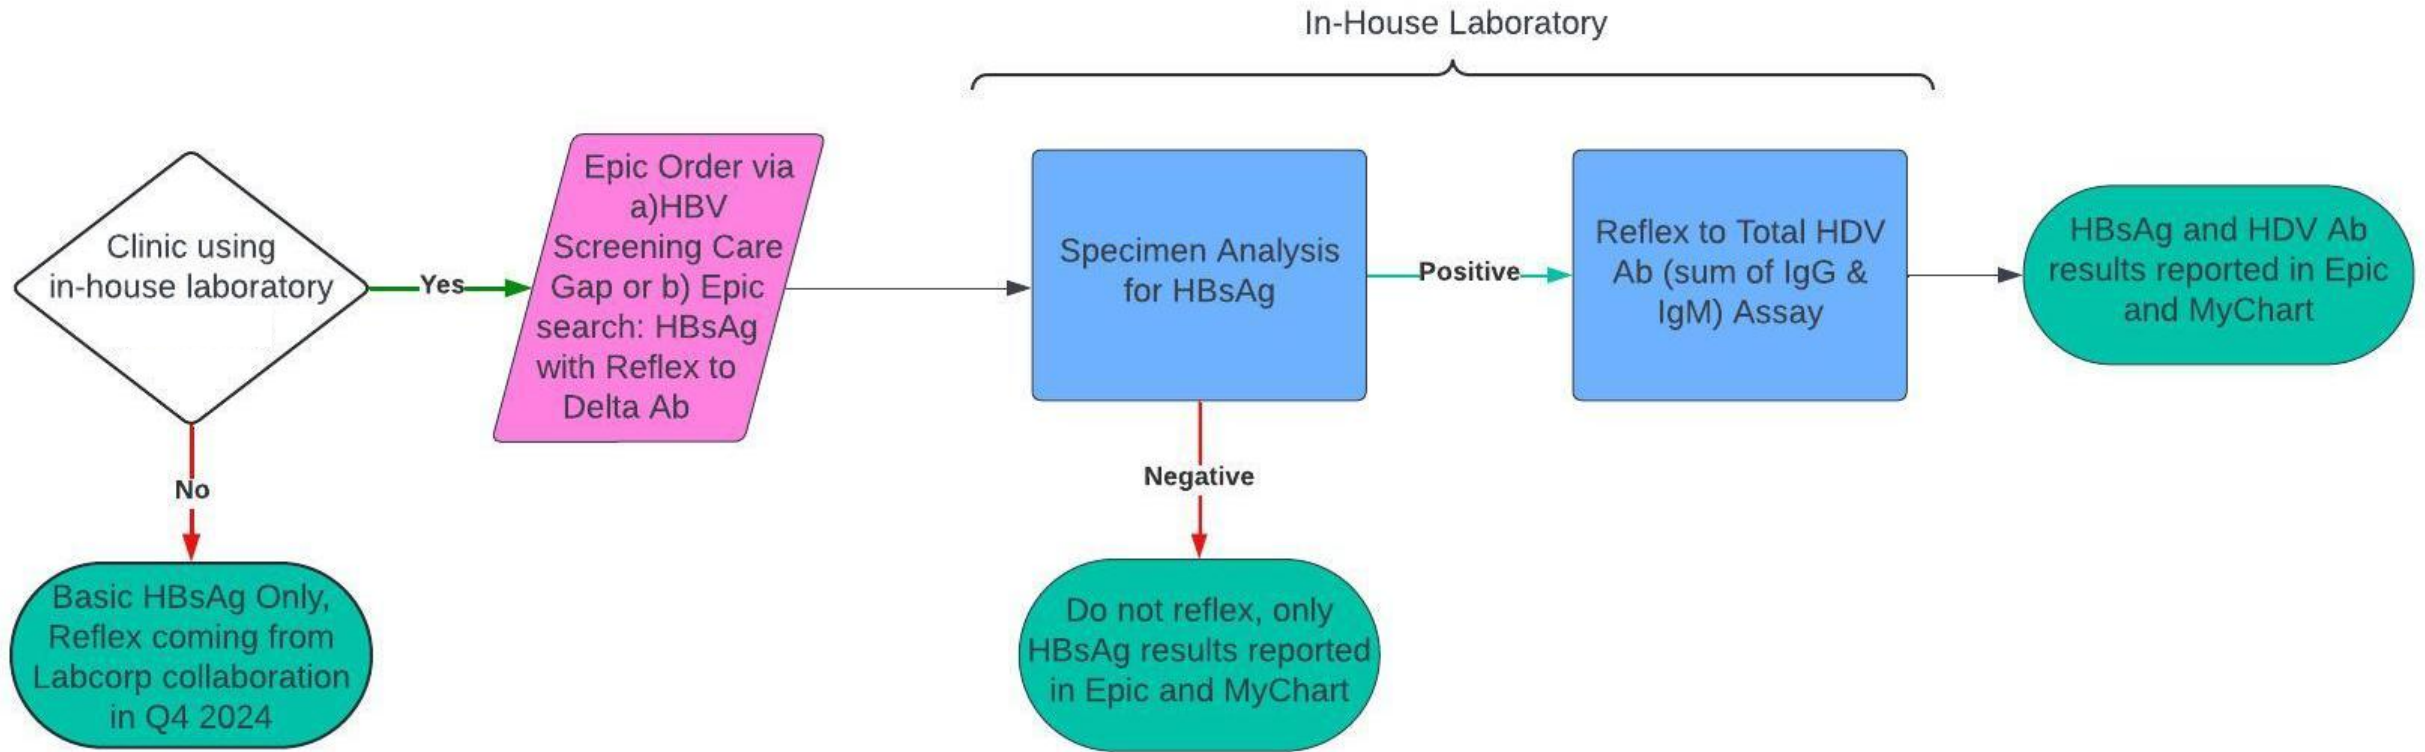 In-House Laboratory
Clinic using
in-house laboratory
Yes
Epic Order via
a)HBV
Screening Care
Gap or b) Epic
search: HBsAg
with Reflex to
Delta Ab
Specimen Analysis
for HBsAg
Positive
Reflex to Total HDV
Ab (sum of IgG &
IgM) Assay
HBsAg and HDV Ab
results reported in Epic
and MyChart
No
Basic HBsAg Only,
Reflex coming from
Labcorp collaboration
in Q4 2024
Negative
Do not reflex, only
HBsAg results reported
in Epic and MyChart